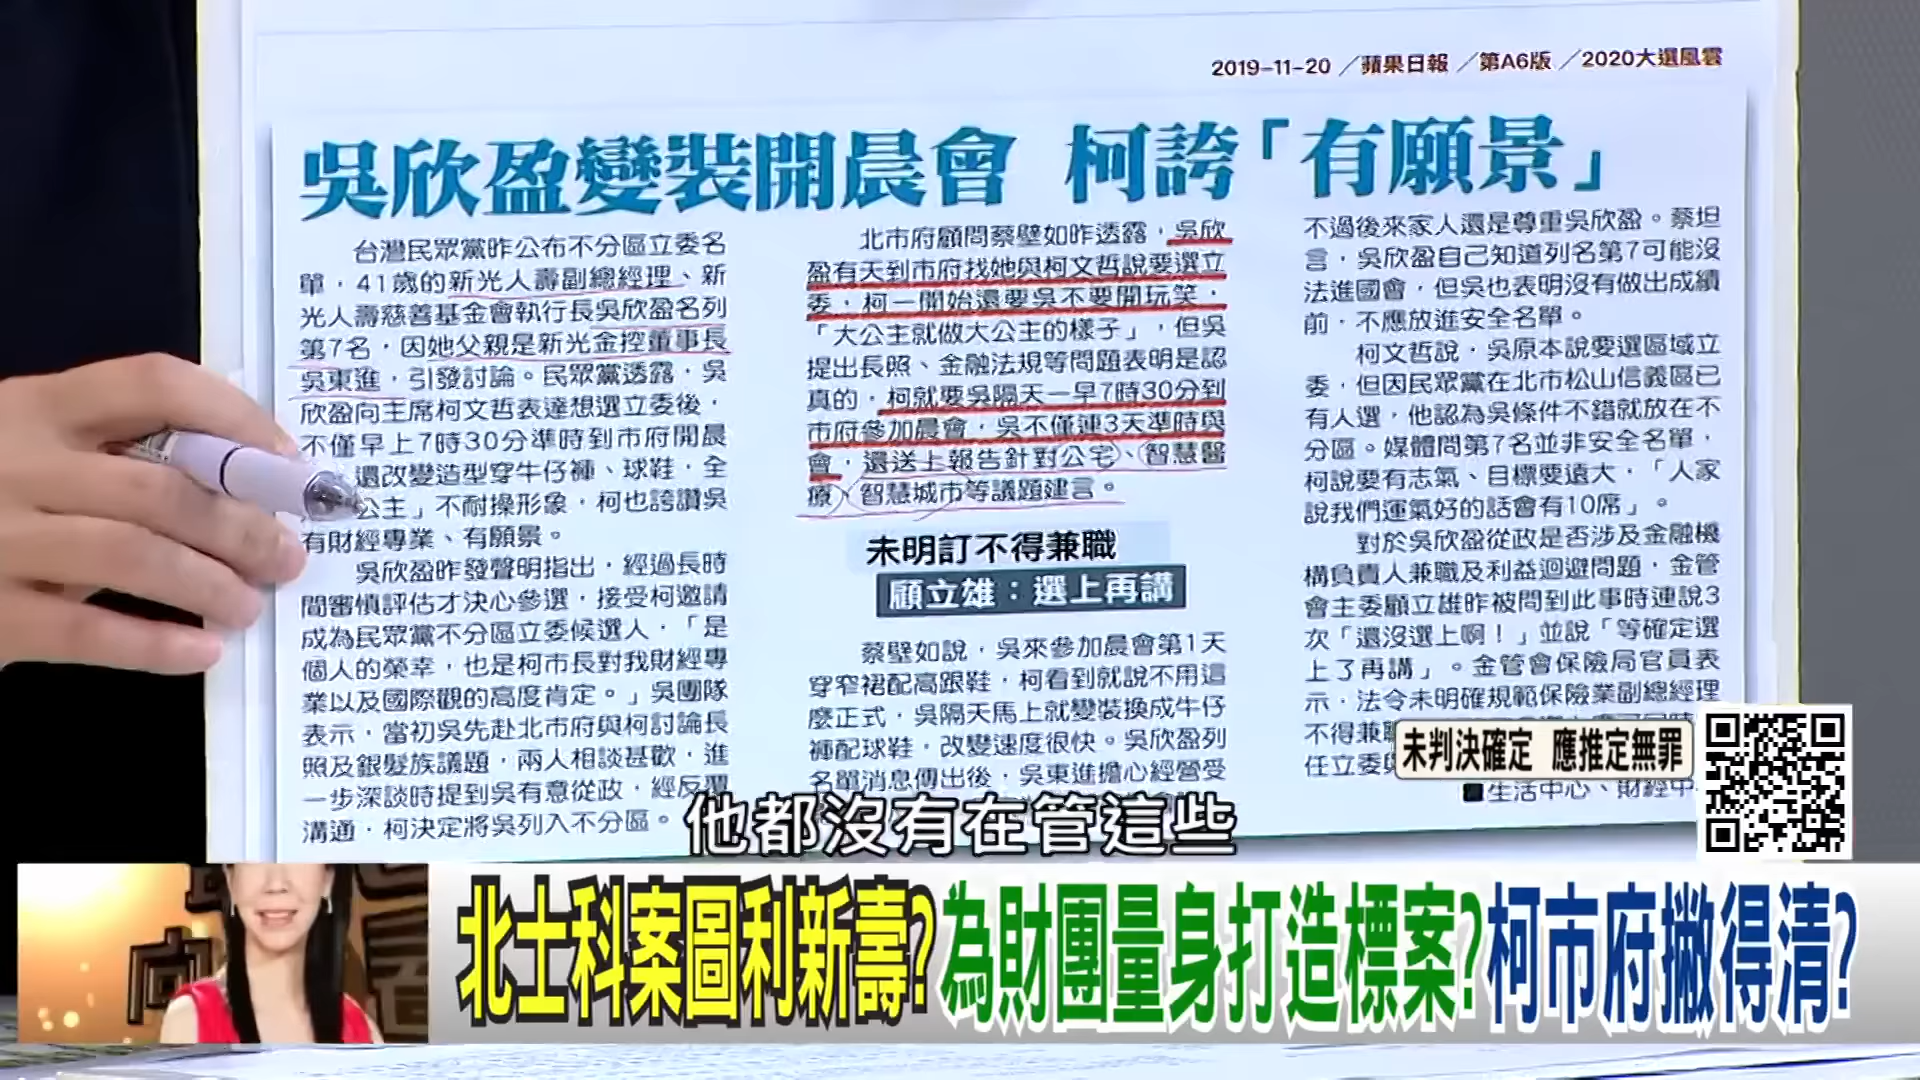 2019-11-20 ／蘋果日報 ／第A6版 ／2020大選風雲
吳欣盈變裝開晨會 柯誇「有願景」
台灣民眾黨昨公布不分區立委名
單，41歲的新光人壽副總經理、新
光人壽慈善基金會執行長吳欣盈名列
第7名，因她父親是新光金控董事長
吳東進，引發討論。民眾黨透露，吳
欣盈向主席柯文哲表達想選立委後，
不僅早上7時30分準時到市府開晨
還改變造型穿牛仔褲、球鞋，全
公主」不耐操形象，柯也誇讚吳
有財經專業、有願景。
吳欣盈昨發聲明指出，經過長時
間審慎評估才決心參選，接受柯邀請
成為民眾黨不分區立委候選人，「是
個人的榮幸，也是柯市長對我財經專
業以及國際觀的高度肯定。」吳團隊
表示，當初吳先赴北市府與柯討論長
照及銀髮族議題，兩人相談甚歡，進
一步深談時提到吳有意從政，經反覆
溝通，柯決定將吳列入不分區。
北市府顧問蔡壁如昨透露，吳欣
盈有天到市府找她與柯文哲說要選立
委，柯一開始還要吳不要開玩笑，
「大公主就做大公主的樣子」，但吳
提出長照、金融法規等問題表明是認
真的，柯就要吳隔天一早7時30分到
市府參加晨會，吳不僅連3天準時與
會，還送上報告針對公宅、智慧醫
療、智慧城市等議題建言。
未明訂不得兼職
顧立雄：選上再講
蔡壁如說，吳來參加晨會第1天
穿窄裙配高跟鞋，柯看到就說不用這
麼正式，吳隔天馬上就變裝換成牛仔
褲配球鞋，改變速度很快。吳欣盈列
名單消息傳出後，吳東進擔心經營受
不過後來家人還是尊重吳欣盈。蔡坦
言，吳欣盈自己知道列名第7可能沒
法進國會，但吳也表明沒有做出成績
前，不應放進安全名單。
柯文哲說，吳原本說要選區域立
委，但因民眾黨在北市松山信義區已
有人選，他認為吳條件不錯就放在不
分區。媒體問第7名並非安全名單，
柯說要有志氣、目標要遠大，「人家
說我們運氣好的話會有10席」。
對於吳欣盈從政是否涉及金融機
構負責人兼職及利益迴避問題，金管
會主委顧立雄昨被問到此事時連說3
次「還沒選上啊！」並說「等確定選
上了再講」。金管會保險局官員表
示，法令未明確規範保險業副總經理
不得兼
任立委
■生活中心、財經中
未判決確定 應推定無罪
他都沒有在管這些
北士科案圖利新壽?為財團量身打造標案?柯市府撇得清?